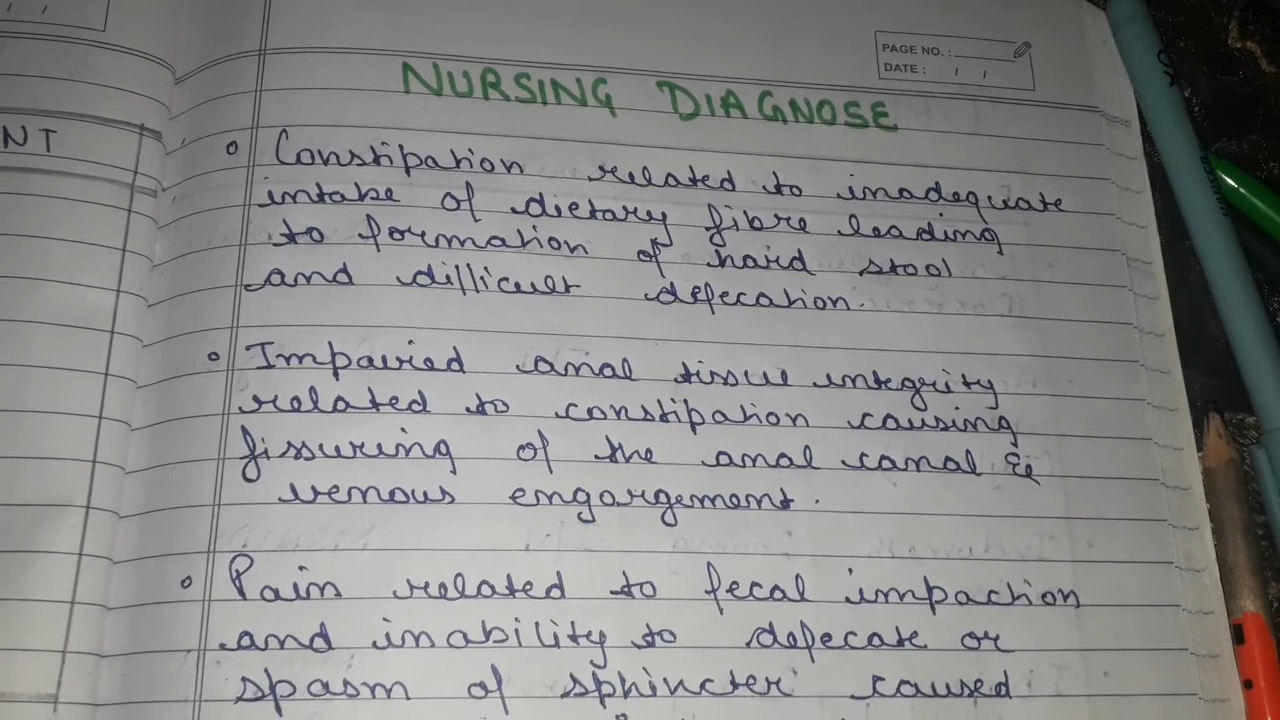 NT
PAGE NO. :
DATE : / /
NURSING DIAGNOSE
Constipation related to inadequate
intake of dietary fibre leading
to formation of hard stool
and difficult defecation.
Impavied anal tissue integrity
related to constipation causing
fissuring of the anal canal &
venous engorgement.
Pain related to fecal impaction
and inability to defecate or
spasm of sphincter caused